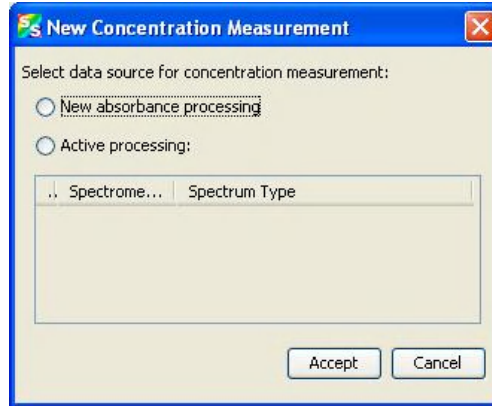 SS New Concentration Measurement
Select data source for concentration measurement:
New absorbance processing
Active processing:
.. Spectrome... Spectrum Type
Accept Cancel